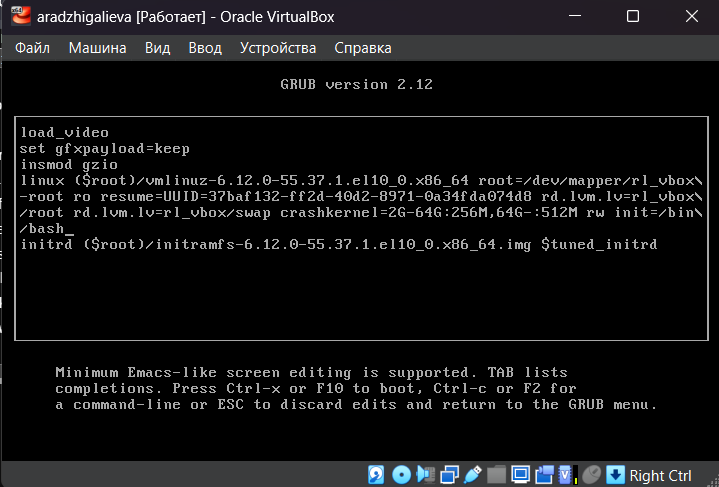 aradzhigalieva [Работает] - Oracle VirtualBox
Файл Машина Вид Ввод Устройства Справка
GRUB version 2.12
load_video
set gfxpayload=keep
insmod gzio
linux ($root)/vmlinuz-6.12.0-55.37.1.el10_0.x86_64 root=/dev/mapper/rl_vbox\
-root ro resume=UUID=37baf132-ff2d-40d2-8971-0a34fda074d8 rd.lvm.lv=rl_vbox\
/root rd.lvm.lv=rl_vbox/swap crashkernel=2G-64G:256M,64G-:512M rw init=/bin\
/bash_
initrd ($root)/initramfs-6.12.0-55.37.1.el10_0.x86_64.img $tuned_initrd
Minimum Emacs-like screen editing is supported. TAB lists
completions. Press Ctrl-x or F10 to boot, Ctrl-c or F2 for
a command-line or ESC to discard edits and return to the GRUB menu.
Right Ctrl